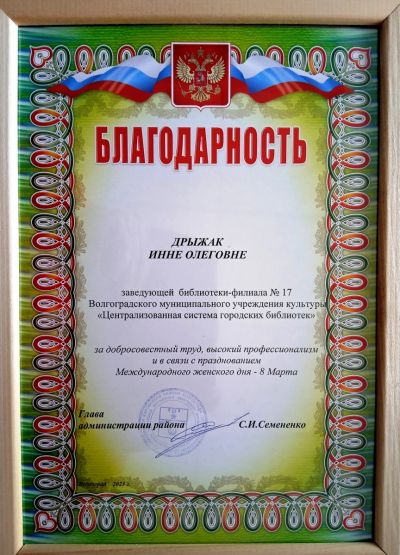 БЛАГОДАРНОСТЬ
ДРЫЖАК
ИННЕ ОЛЕГОВНЕ
заведующей библиотеки-филиала № 17
Волгоградского муниципального учреждения культуры
«Централизованная система городских библиотек»
за добросовестный труд, высокий профессионализм
и в связи с празднованием
Международного женского дня - 8 Марта
Глава
администрации района С.И.Семененко